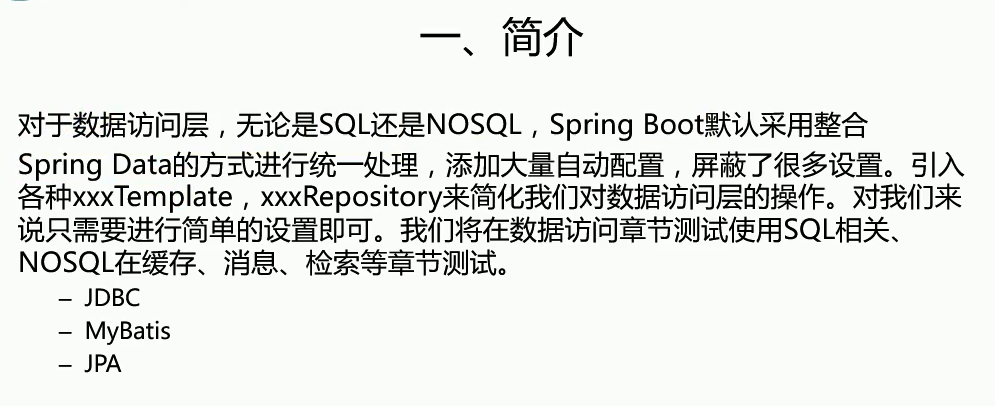 一、简介
对于数据访问层，无论是SQL还是NOSQL，Spring Boot默认采用整合
Spring Data的方式进行统一处理，添加大量自动配置，屏蔽了很多设置。引入
各种xxxTemplate，xxxRepository来简化我们对数据访问层的操作。对我们来
说只需要进行简单的设置即可。我们将在数据访问章节测试使用SQL相关、
NOSQL在缓存、消息、检索等章节测试。
– JDBC
– MyBatis
– JPA